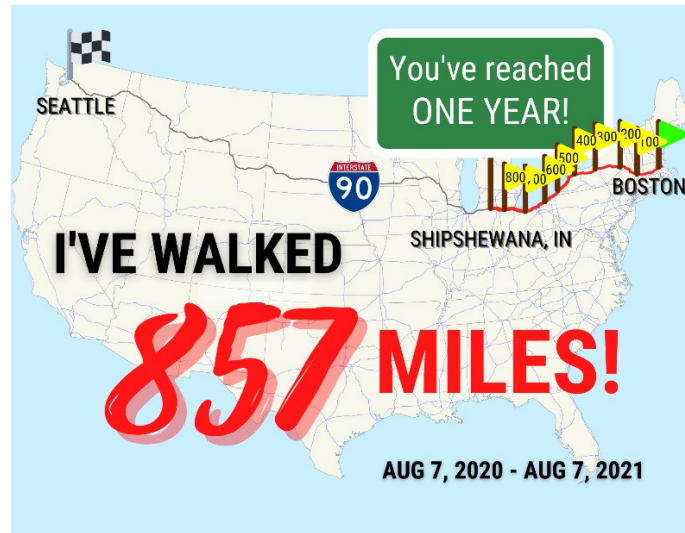 You've reached
ONE YEAR!
SEATTLE
INTERSTATE
90
800
600
500
400
300
200
100
BOSTON
SHIPSHEWANA, IN
I'VE WALKED
857 MILES!
AUG 7, 2020 - AUG 7, 2021